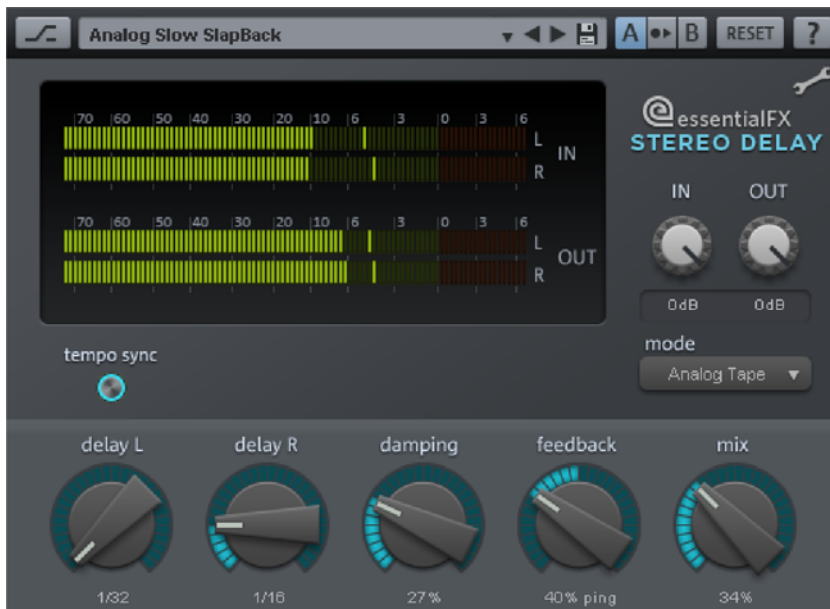 Analog Slow SlapBack A B RESET ?
essentialFX
STEREO DELAY
70 60 50 40 30 20 10 6 3 0 3 6
L
IN
R
70 60 50 40 30 20 10 6 3 0 3 6
L
OUT
R
IN OUT
0dB 0dB
mode
Analog Tape
tempo sync
delay L delay R damping feedback mix
1/32 1/16 27% 40% ping 34%